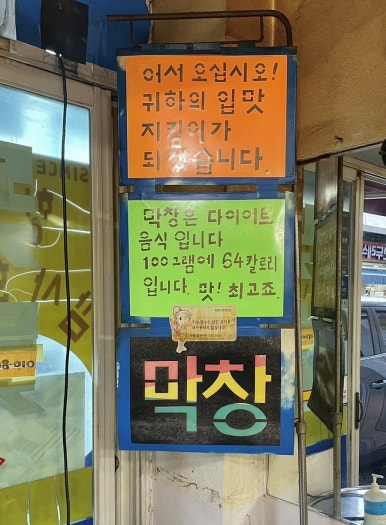 어서 오십시오!
귀하의 입맛
지킴이가
되겠습니다.
막창은 다이어트
음식 입니다
100그램에 64칼로리
입니다. 맛! 최고죠.
막창
SINCE